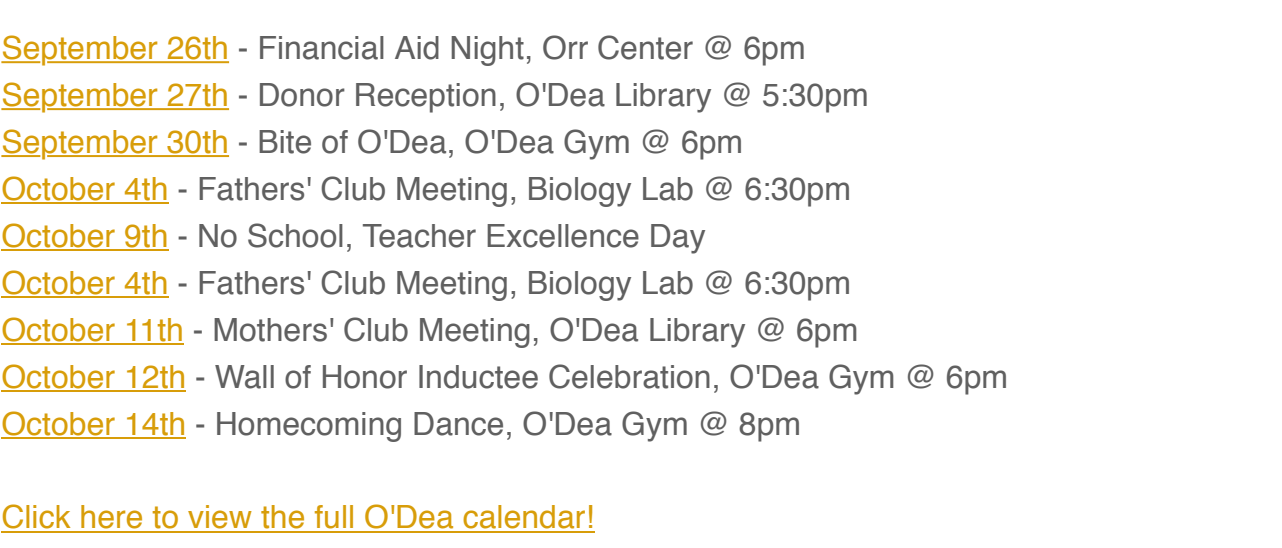 September 26th - Financial Aid Night, Orr Center @ 6pm
September 27th - Donor Reception, O'Dea Library @ 5:30pm
September 30th - Bite of O'Dea, O'Dea Gym @ 6pm
October 4th - Fathers' Club Meeting, Biology Lab @ 6:30pm
October 9th - No School, Teacher Excellence Day
October 4th - Fathers' Club Meeting, Biology Lab @ 6:30pm
October 11th - Mothers' Club Meeting, O'Dea Library @ 6pm
October 12th - Wall of Honor Inductee Celebration, O'Dea Gym @ 6pm
October 14th - Homecoming Dance, O'Dea Gym @ 8pm
Click here to view the full O'Dea calendar!